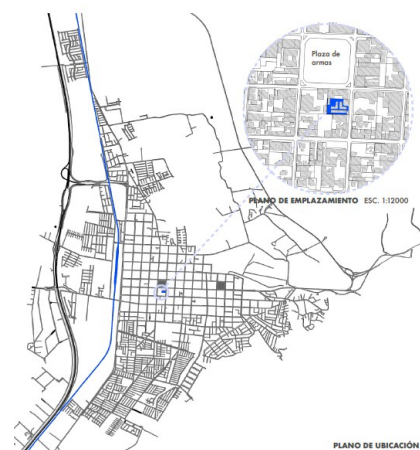 Plaza de
armas
PLANO DE EMPLAZAMIENTO ESC. 1:12000
PLANO DE UBICACIÓN